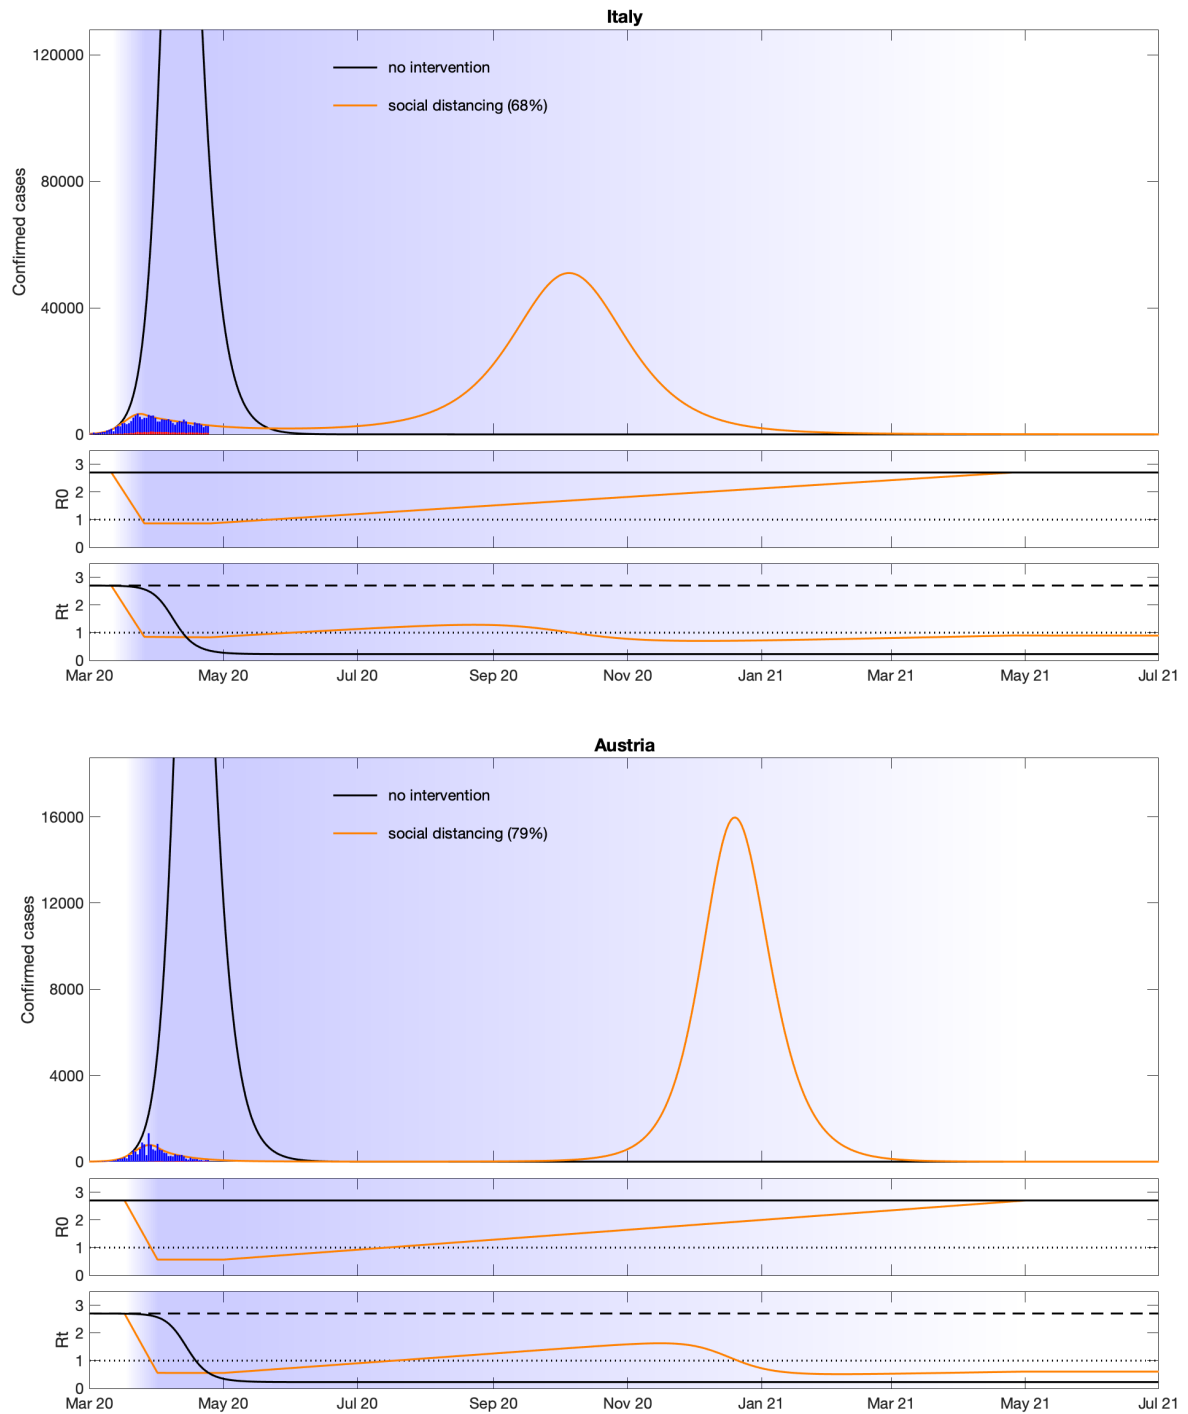 Italy
120000
80000
40000
0
Confirmed cases
no intervention
social distancing (68%)
3
2
1
0
R0
3
2
1
0
Rt
Mar 20 May 20 Jul 20 Sep 20 Nov 20 Jan 21 Mar 21 May 21 Jul 21
Austria
16000
12000
8000
4000
0
Confirmed cases
no intervention
social distancing (79%)
3
2
1
0
R0
3
2
1
0
Rt
Mar 20 May 20 Jul 20 Sep 20 Nov 20 Jan 21 Mar 21 May 21 Jul 21